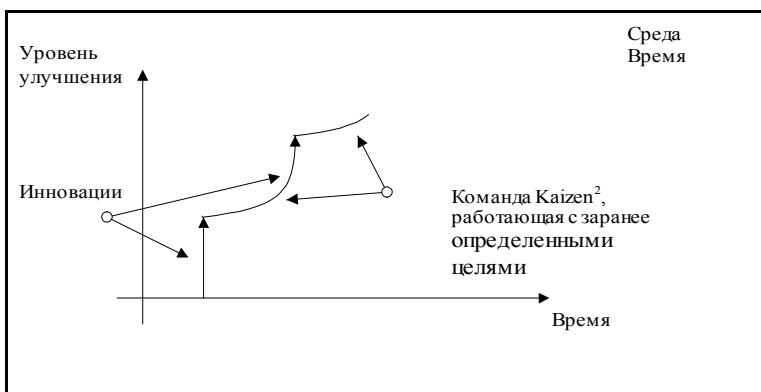 Среда
Время
Уровень
улучшения
Инновации
Команда Kaizen²,
работающая с заранее
определенными
целями
Время